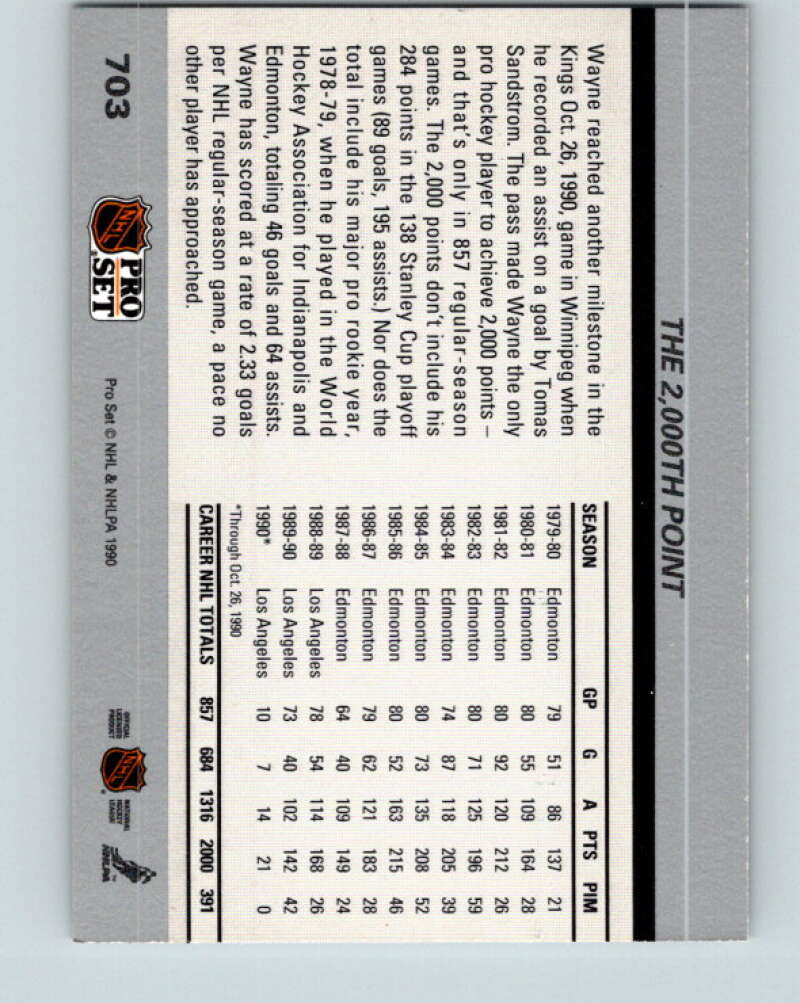 THE 2,000TH POINT
Wayne reached another milestone in the
Kings Oct. 26, 1990, game in Winnipeg when
he recorded an assist on a goal by Tomas
Sandstrom. The pass made Wayne the only
pro hockey player to achieve 2,000 points –
and that's only in 857 regular-season
games. The 2,000 points don't include his
284 points in the 138 Stanley Cup playoff
games (89 goals, 195 assists.) Nor does the
total include his major pro rookie year,
1978-79, when he played in the World
Hockey Association for Indianapolis and
Edmonton, totaling 46 goals and 64 assists.
Wayne has scored at a rate of 2.33 goals
per NHL regular-season game, a pace no
other player has approached.
SEASON GP G A PTS PIM
1979-80 Edmonton 79 51 86 137 21
1980-81 Edmonton 80 55 109 164 28
1981-82 Edmonton 80 92 120 212 26
1982-83 Edmonton 80 71 125 196 59
1983-84 Edmonton 74 87 118 205 39
1984-85 Edmonton 80 73 135 208 52
1985-86 Edmonton 80 52 163 215 46
1986-87 Edmonton 79 62 121 183 28
1987-88 Edmonton 64 40 109 149 24
1988-89 Los Angeles 78 54 114 168 26
1989-90 Los Angeles 73 40 102 142 42
1990* Los Angeles 10 7 14 21 0
*Through Oct. 26, 1990
CAREER NHL TOTALS 857 684 1316 2000 391
703
NHL
PRO
SET
Pro Set © NHL & NHLPA 1990
OFFICIAL
LICENSED
PRODUCT
NHL
NATIONAL
HOCKEY
LEAGUE
NHLPA